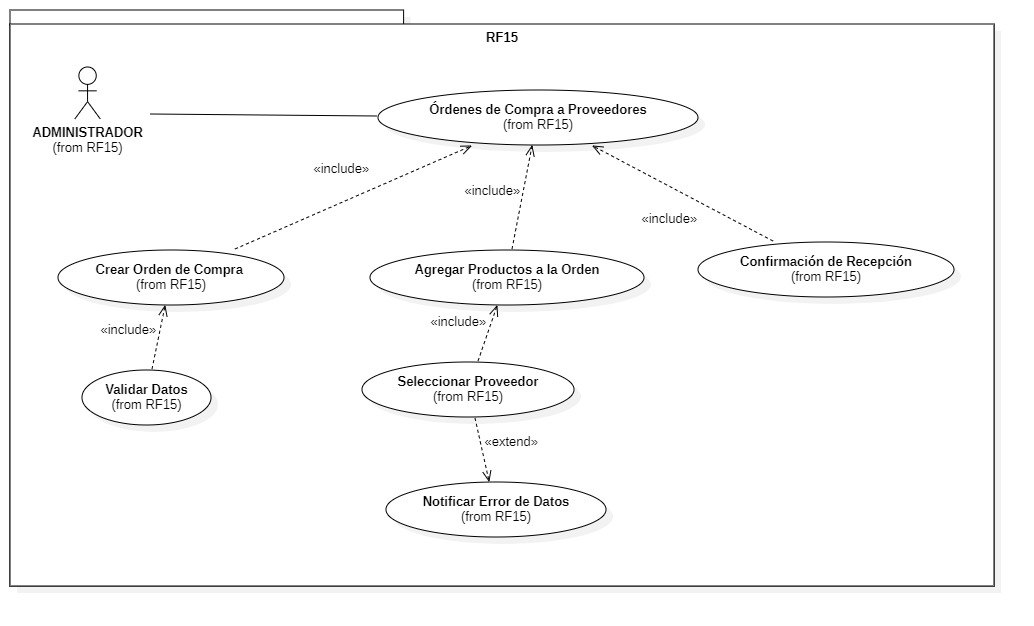 RF15
ADMINISTRADOR
(from RF15)
Órdenes de Compra a Proveedores
(from RF15)
«include»
«include»
«include»
Crear Orden de Compra
(from RF15)
Agregar Productos a la Orden
(from RF15)
Confirmación de Recepción
(from RF15)
«include»
«include»
Validar Datos
(from RF15)
Seleccionar Proveedor
(from RF15)
«extend»
Notificar Error de Datos
(from RF15)